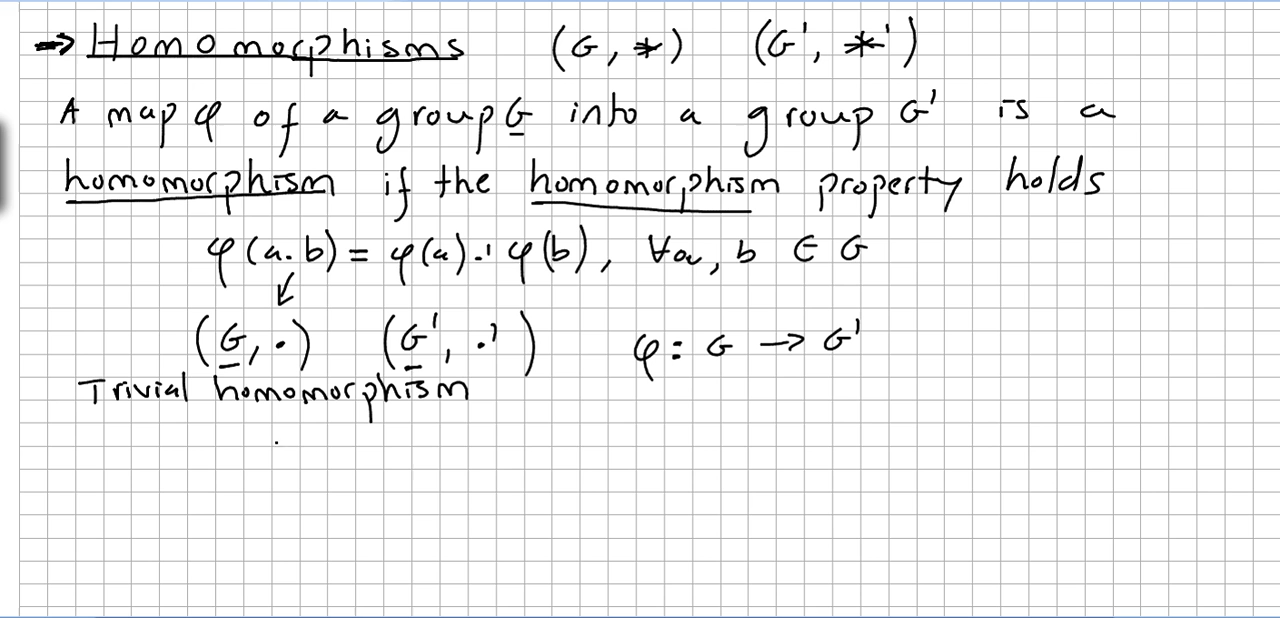 → Homomorphisms (G, *) (G', *')
A map φ of a group G into a group G' is a
homomorphism if the homomorphism property holds
φ(a·b) = φ(a)·'φ(b), ∀a, b ∈ G
(G, ·) (G', ·') φ: G → G'
Trivial homomorphism